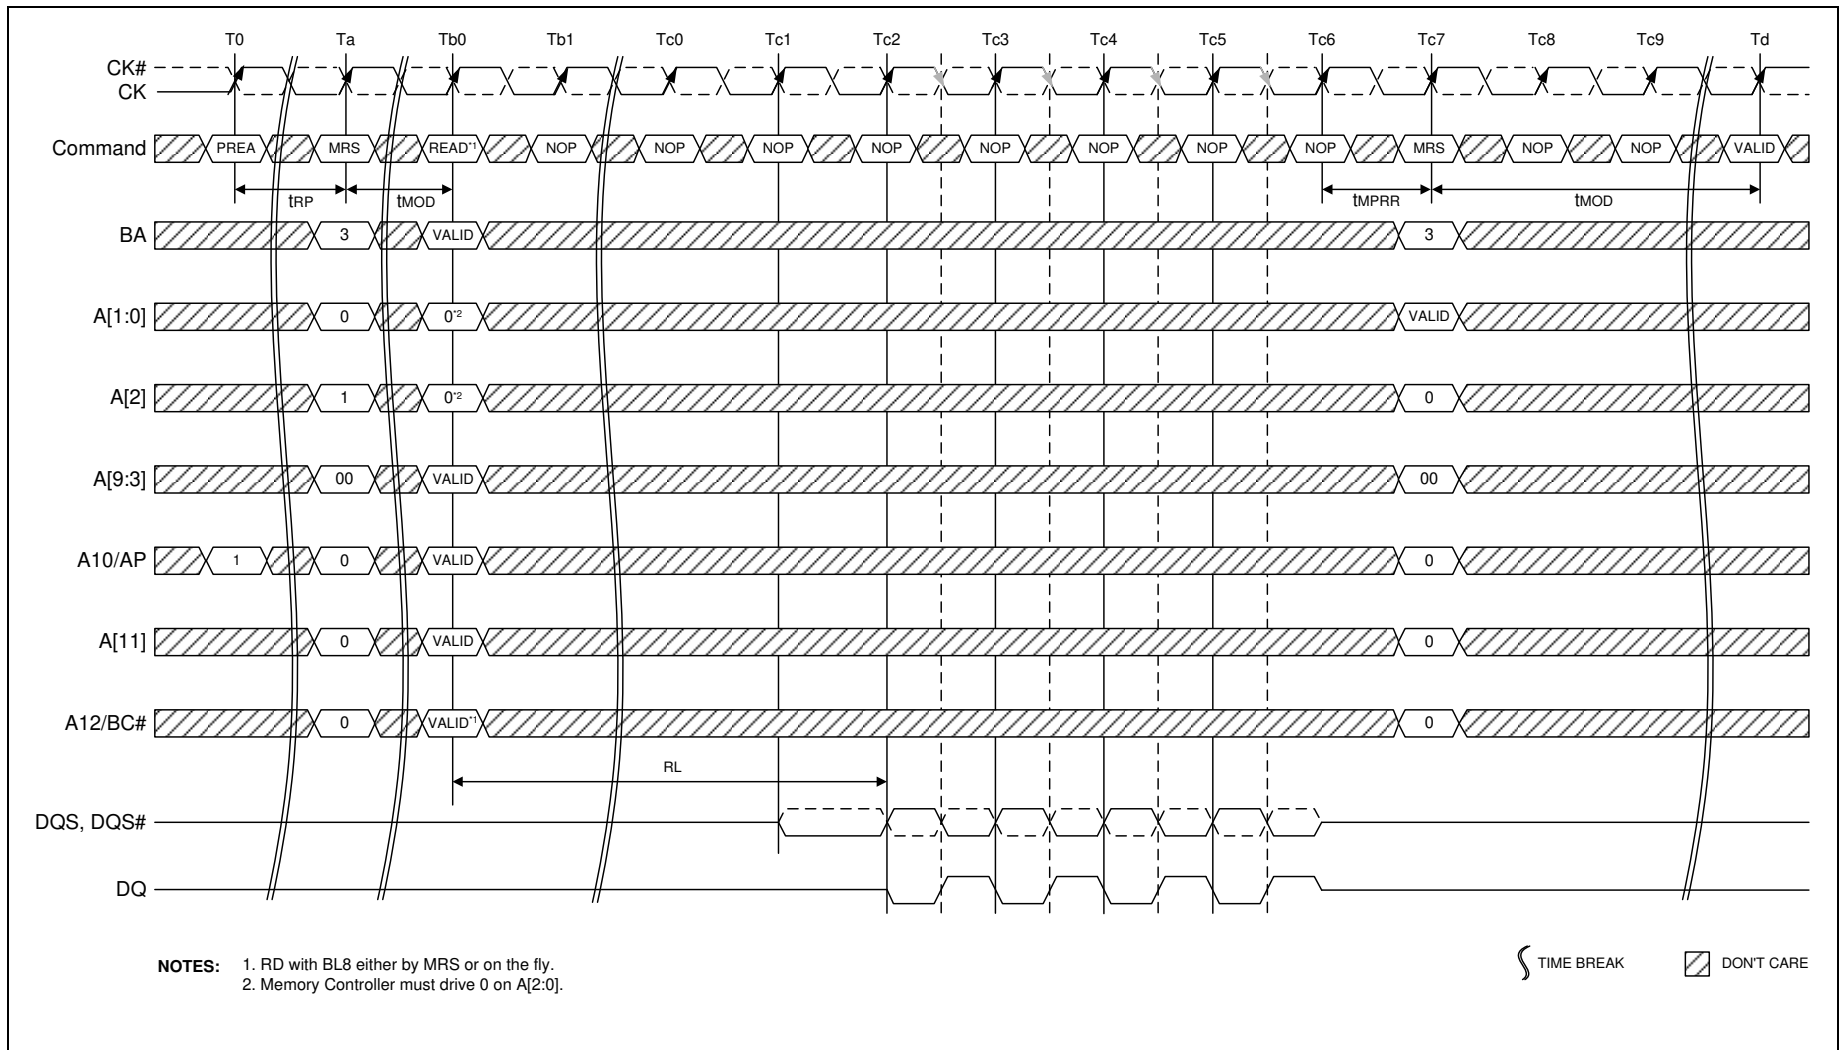 T0 Ta Tb0 Tb1 Tc0 Tc1 Tc2 Tc3 Tc4 Tc5 Tc6 Tc7 Tc8 Tc9 Td
CK#
CK
Command PREA MRS READ*1 NOP NOP NOP NOP NOP NOP NOP NOP MRS NOP NOP VALID
tRP tMOD tMPRR tMOD
BA 3 VALID 3
A[1:0] 0 0*2 VALID
A[2] 1 0*2 0
A[9:3] 00 VALID 00
A10/AP 1 0 VALID 0
A[11] 0 VALID 0
A12/BC# 0 VALID*1 0
RL
DQS, DQS#
DQ
NOTES: 1. RD with BL8 either by MRS or on the fly.
2. Memory Controller must drive 0 on A[2:0].
TIME BREAK DON'T CARE